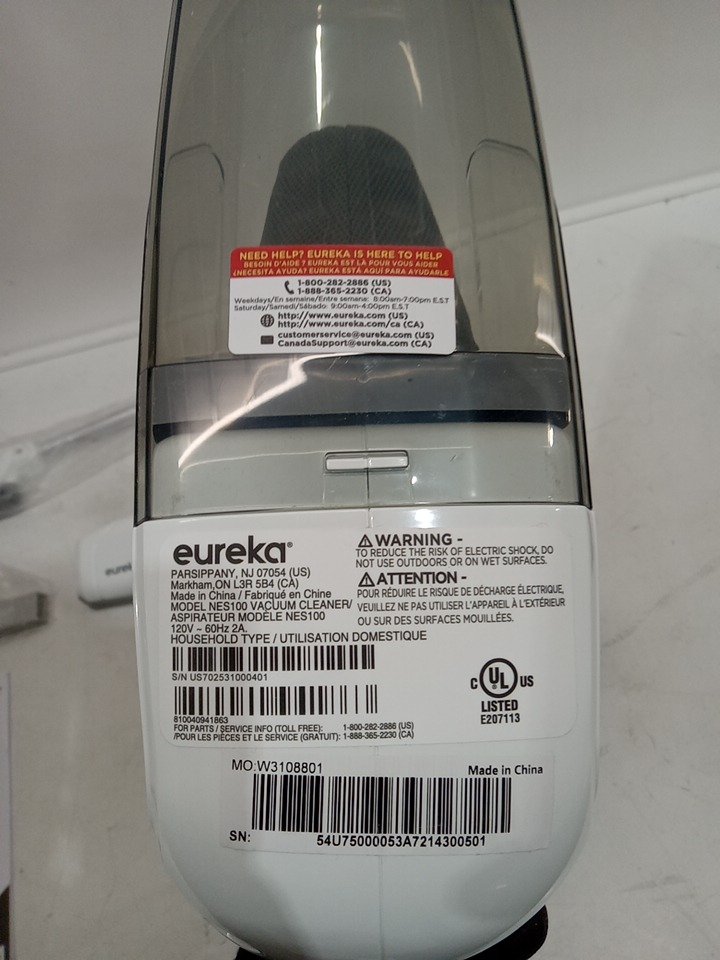 NEED HELP? EUREKA IS HERE TO HELP
BESOIN D'AIDE ? EUREKA EST LÀ POUR VOUS AIDER
¿NECESITA AYUDA? EUREKA ESTÁ AQUÍ PARA AYUDARLE
1-800-282-2886 (US)
1-888-365-2230 (CA)
Weekdays/En semaine/Entre semana: 8:00am-7:00pm E.S.T
Saturday/Samedi/Sábado: 9:00am-4:00pm E.S.T
http://www.eureka.com (US)
http://www.eureka.com/ca (CA)
customerservice@eureka.com (US)
CanadaSupport@eureka.com (CA)
eureka®
PARSIPPANY, NJ 07054 (US)
Markham,ON L3R 5B4 (CA)
Made in China / Fabriqué en Chine
MODEL NES100 VACUUM CLEANER/
ASPIRATEUR MODÈLE NES100
120V ~ 60Hz 2A.
HOUSEHOLD TYPE / UTILISATION DOMESTIQUE
WARNING -
TO REDUCE THE RISK OF ELECTRIC SHOCK, DO
NOT USE OUTDOORS OR ON WET SURFACES.
ATTENTION -
POUR RÉDUIRE LE RISQUE DE DÉCHARGE ÉLECTRIQUE,
VEUILLEZ NE PAS UTILISER L'APPAREIL À L'EXTÉRIEUR
OU SUR DES SURFACES MOUILLÉES.
S/N US702531000401
810040941863
FOR PARTS / SERVICE INFO (TOLL FREE): 1-800-282-2886 (US)
/POUR LES PIÈCES ET LE SERVICE (GRATUIT): 1-888-365-2230 (CA)
C UL US
LISTED
E207113
MO:W3108801
Made in China
SN: 54U75000053A7214300501
eurek